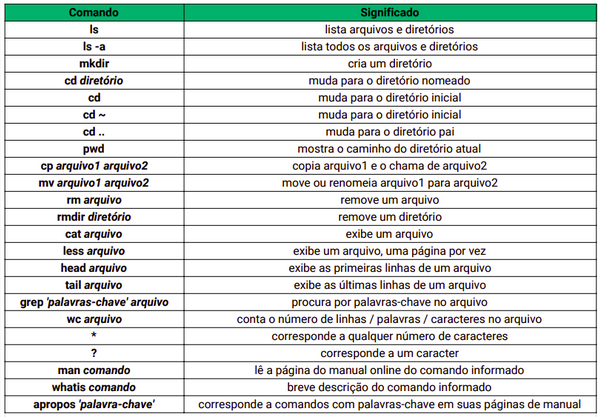 Comando Significado
ls lista arquivos e diretórios
ls -a lista todos os arquivos e diretórios
mkdir cria um diretório
cd diretório muda para o diretório nomeado
cd muda para o diretório inicial
cd ~ muda para o diretório inicial
cd .. muda para o diretório pai
pwd mostra o caminho do diretório atual
cp arquivo1 arquivo2 copia arquivo1 e o chama de arquivo2
mv arquivo1 arquivo2 move ou renomeia arquivo1 para arquivo2
rm arquivo remove um arquivo
rmdir diretório remove um diretório
cat arquivo exibe um arquivo
less arquivo exibe um arquivo, uma página por vez
head arquivo exibe as primeiras linhas de um arquivo
tail arquivo exibe as últimas linhas de um arquivo
grep 'palavras-chave' arquivo procura por palavras-chave no arquivo
wc arquivo conta o número de linhas / palavras / caracteres no arquivo
* corresponde a qualquer número de caracteres
? corresponde a um caracter
man comando lê a página do manual online do comando informado
whatis comando breve descrição do comando informado
apropos 'palavra-chave' corresponde a comandos com palavras-chave em suas páginas de manual